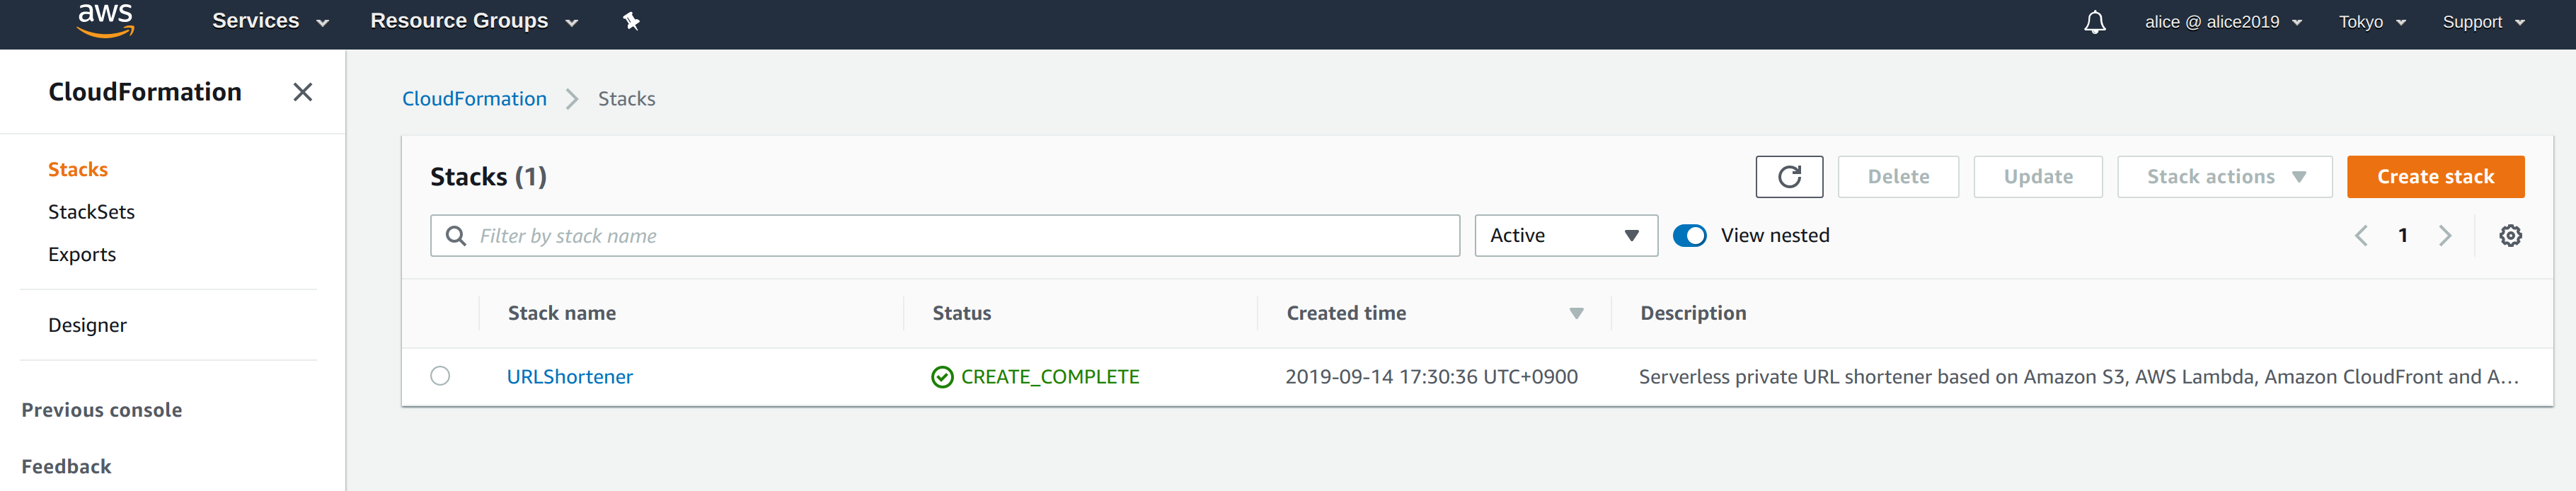 aws Services Resource Groups alice @ alice2019 Tokyo Support
CloudFormation
Stacks
StackSets
Exports
Designer
Previous console
Feedback
CloudFormation Stacks
Stacks (1) Delete Update Stack actions Create stack
Filter by stack name Active View nested 1
Stack name Status Created time Description
URLShortener CREATE_COMPLETE 2019-09-14 17:30:36 UTC+0900 Serverless private URL shortener based on Amazon S3, AWS Lambda, Amazon CloudFront and A...